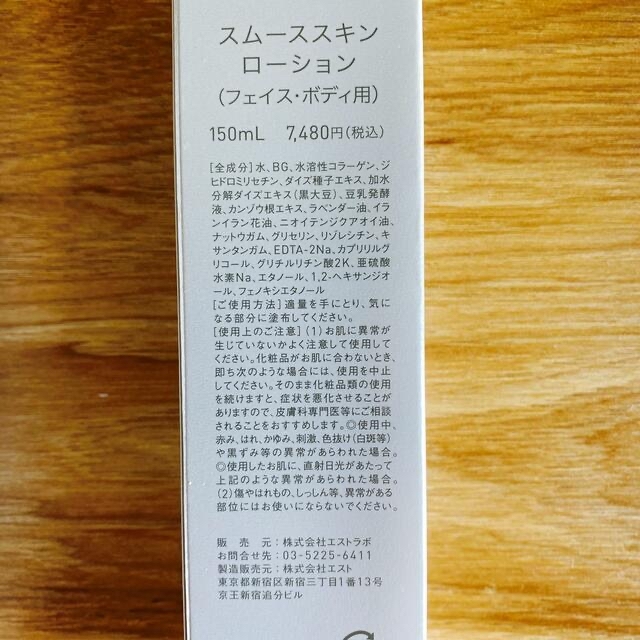 スムーススキン
ローション
(フェイス・ボディ用)
150mL 7,480円(税込)
[全成分]水、BG、水溶性コラーゲン、ジ
ヒドロミリセチン、ダイズ種子エキス、加水
分解ダイズエキス(黒大豆)、豆乳発酵
液、カンゾウ根エキス、ラベンダー油、イラン
イランイラン花油、ニオイテンジクアオイ油、
ナットウガム、グリセリン、リゾレシチン、キ
サンタンガム、EDTA-2Na、カプリリルグ
リコール、グリチルリチン酸2K、亜硫酸
水素Na、エタノール、1,2-ヘキサンジオ
ール、フェノキシエタノール
[ご使用方法]適量を手にとり、気に
なる部分に塗布してください。
[使用上のご注意](1)お肌に異常が
生じていないかよく注意して使用して
ください。化粧品がお肌に合わないとき、
即ち次のような場合には、使用を中止
してください。そのまま化粧品類の使用
を続けますと、症状を悪化させることが
ありますので、皮膚科専門医等にご相談
されることをおすすめします。◎使用中、
赤み、はれ、かゆみ、刺激、色抜け(白斑等)
や黒ずみ等の異常があらわれた場合。
◎使用したお肌に、直射日光があたって
上記のような異常があらわれた場合。
(2)傷やはれもの、しっしん等、異常がある
部位にはお使いにならないでください。
販売元:株式会社エストラボ
お問合せ先:03-5225-6411
製造販売元:株式会社エスト
東京都新宿区新宿三丁目1番13号
京王新宿追分ビル